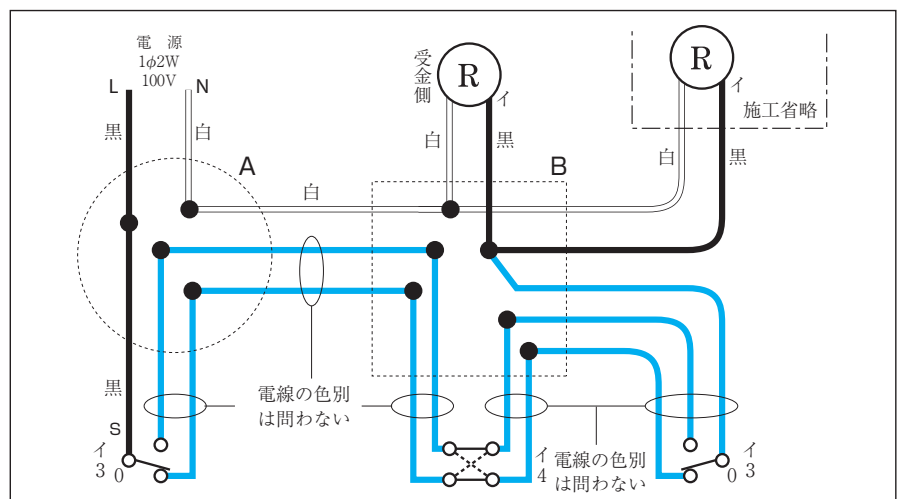 電 源
1φ2W
100V
L
N
黒
白
A
白
受金側
R
イ
白
黒
B
R
イ
施工省略
白
黒
黒
S
イ
3
0
電線の色別
は問わない
イ
4
電線の色別
は問わない
イ
3
0